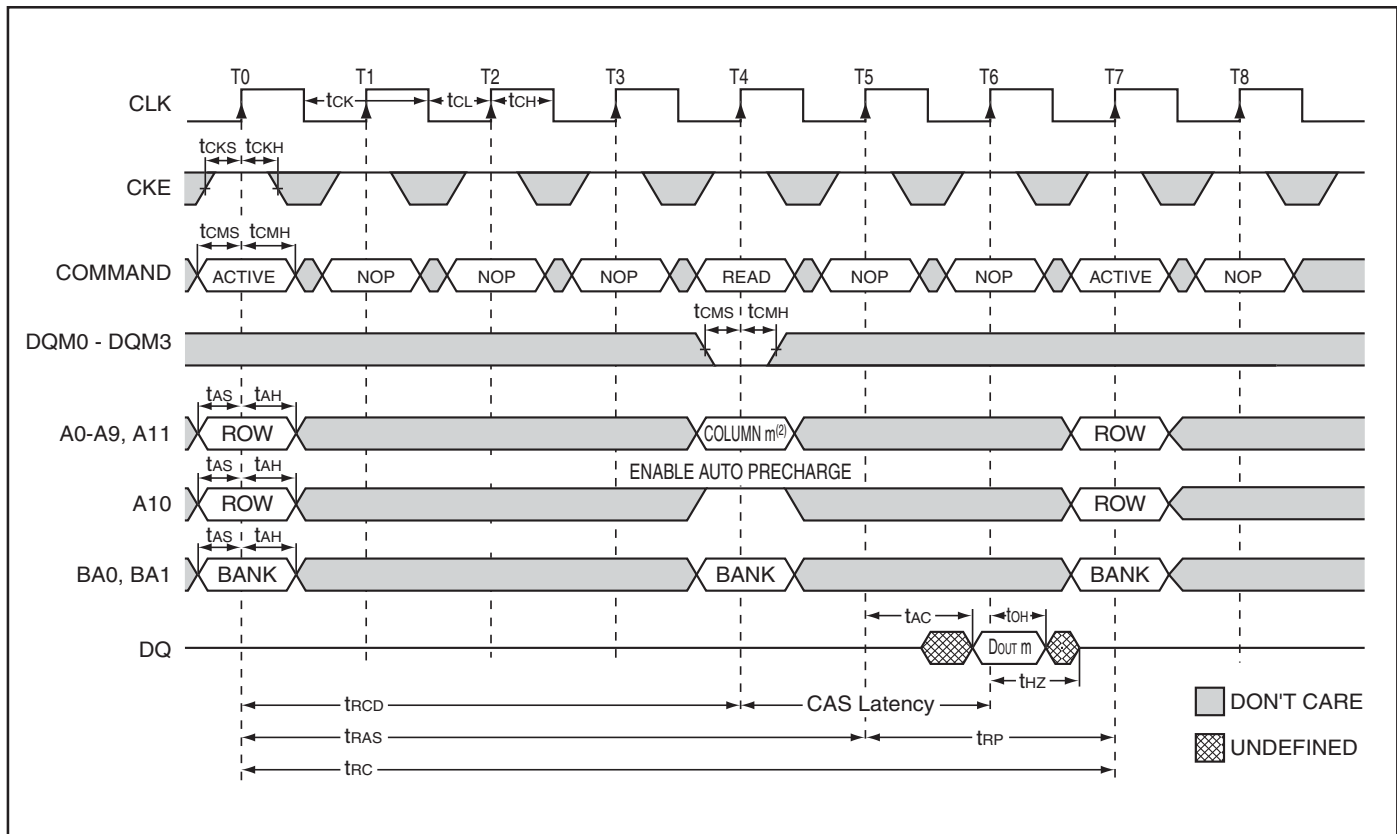 T0 T1 T2 T3 T4 T5 T6 T7 T8
CLK
tCK tCL tCH
tCKS tCKH
CKE
tCMS tCMH
COMMAND ACTIVE NOP NOP NOP READ NOP NOP ACTIVE NOP
tCMS tCMH
DQM0 - DQM3
tAS tAH
A0-A9, A11 ROW COLUMN m(2) ROW
tAS tAH ENABLE AUTO PRECHARGE
A10 ROW ROW
tAS tAH
BA0, BA1 BANK BANK BANK
tAC tOH
DQ DOUT m
tHZ
tRCD CAS Latency
DON'T CARE
tRAS tRP
UNDEFINED
tRC